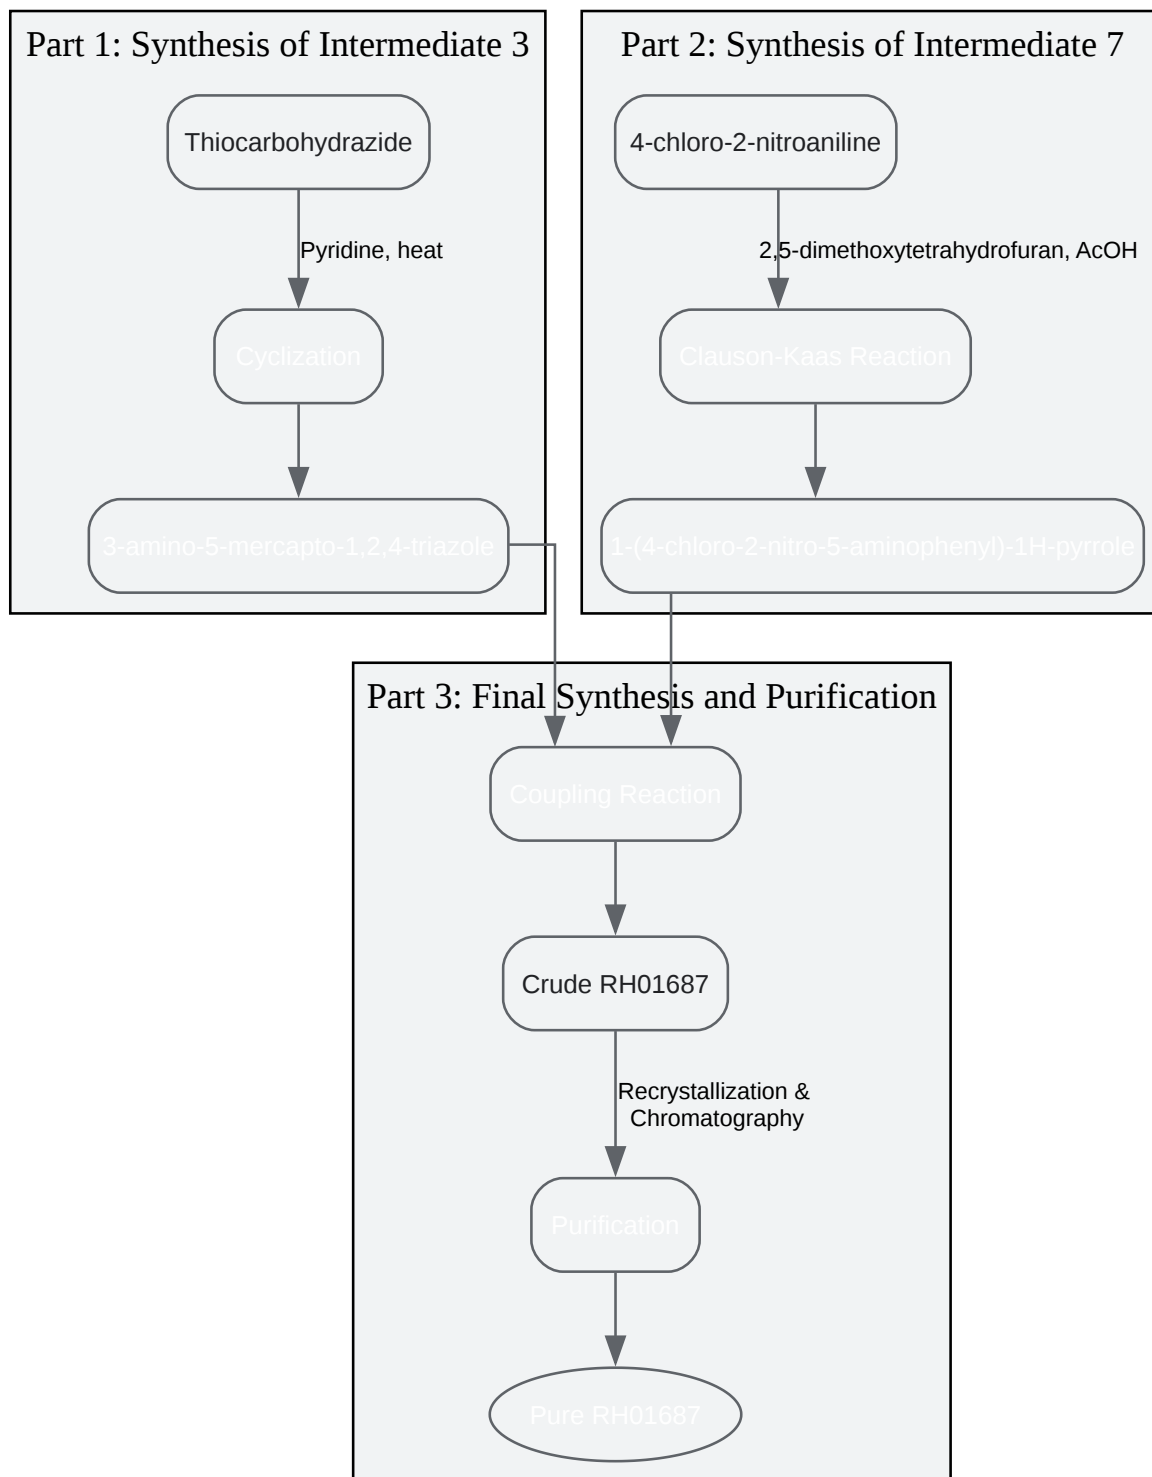 Part 1: Synthesis of Intermediate 3
Thiocarbohydrazide
Pyridine, heat
Cyclization
3-amino-5-mercapto-1,2,4-triazole
Part 2: Synthesis of Intermediate 7
4-chloro-2-nitroaniline
2,5-dimethoxytetrahydrofuran, AcOH
Clauson-Kaas Reaction
1-(4-chloro-2-nitro-5-aminophenyl)-1H-pyrrole
Part 3: Final Synthesis and Purification
Coupling Reaction
Crude RH01687
Recrystallization &
Chromatography
Purification
Pure RH01687